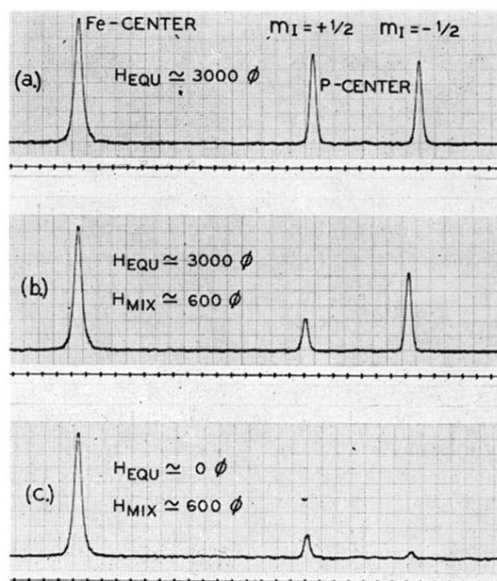 Fe-CENTER
mI = +1/2
mI = -1/2
(a.)
HEQU ≃ 3000 ϕ
P-CENTER
(b.)
HEQU ≃ 3000 ϕ
HMIX ≃ 600 ϕ
(c.)
HEQU ≃ 0 ϕ
HMIX ≃ 600 ϕ